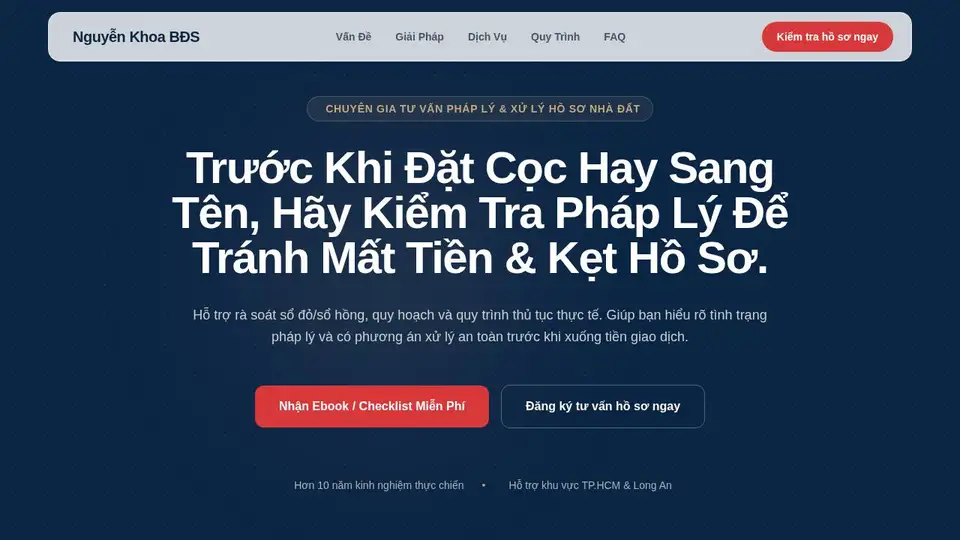 Nguyễn Khoa BĐS
Vấn Đề
Giải Pháp
Dịch Vụ
Quy Trình
FAQ
Kiểm tra hồ sơ ngay
CHUYÊN GIA TƯ VẤN PHÁP LÝ & XỬ LÝ HỒ SƠ NHÀ ĐẤT
Trước Khi Đặt Cọc Hay Sang
Tên, Hãy Kiểm Tra Pháp Lý Để
Tránh Mất Tiền & Kẹt Hồ Sơ.
Hỗ trợ rà soát sổ đỏ/sổ hồng, quy hoạch và quy trình thủ tục thực tế. Giúp bạn hiểu rõ tình trạng
pháp lý và có phương án xử lý an toàn trước khi xuống tiền giao dịch.
Nhận Ebook / Checklist Miễn Phí
Đăng ký tư vấn hồ sơ ngay
Hơn 10 năm kinh nghiệm thực chiến • Hỗ trợ khu vực TP.HCM & Long An